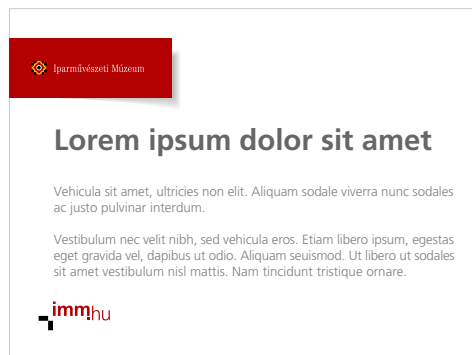 Iparművészeti Múzeum
Lorem ipsum dolor sit amet
Vehicula sit amet, ultricies non elit. Aliquam sodale viverra nunc sodales
ac justo pulvinar interdum.
Vestibulum nec velit nibh, sed vehicula eros. Etiam libero ipsum, egestas
eget gravida vel, dapibus ut odio. Aliquam seuismod. Ut libero ut sodales
sit amet vestibulum nisl mattis. Nam tincidunt tristique ornare.
imm.hu